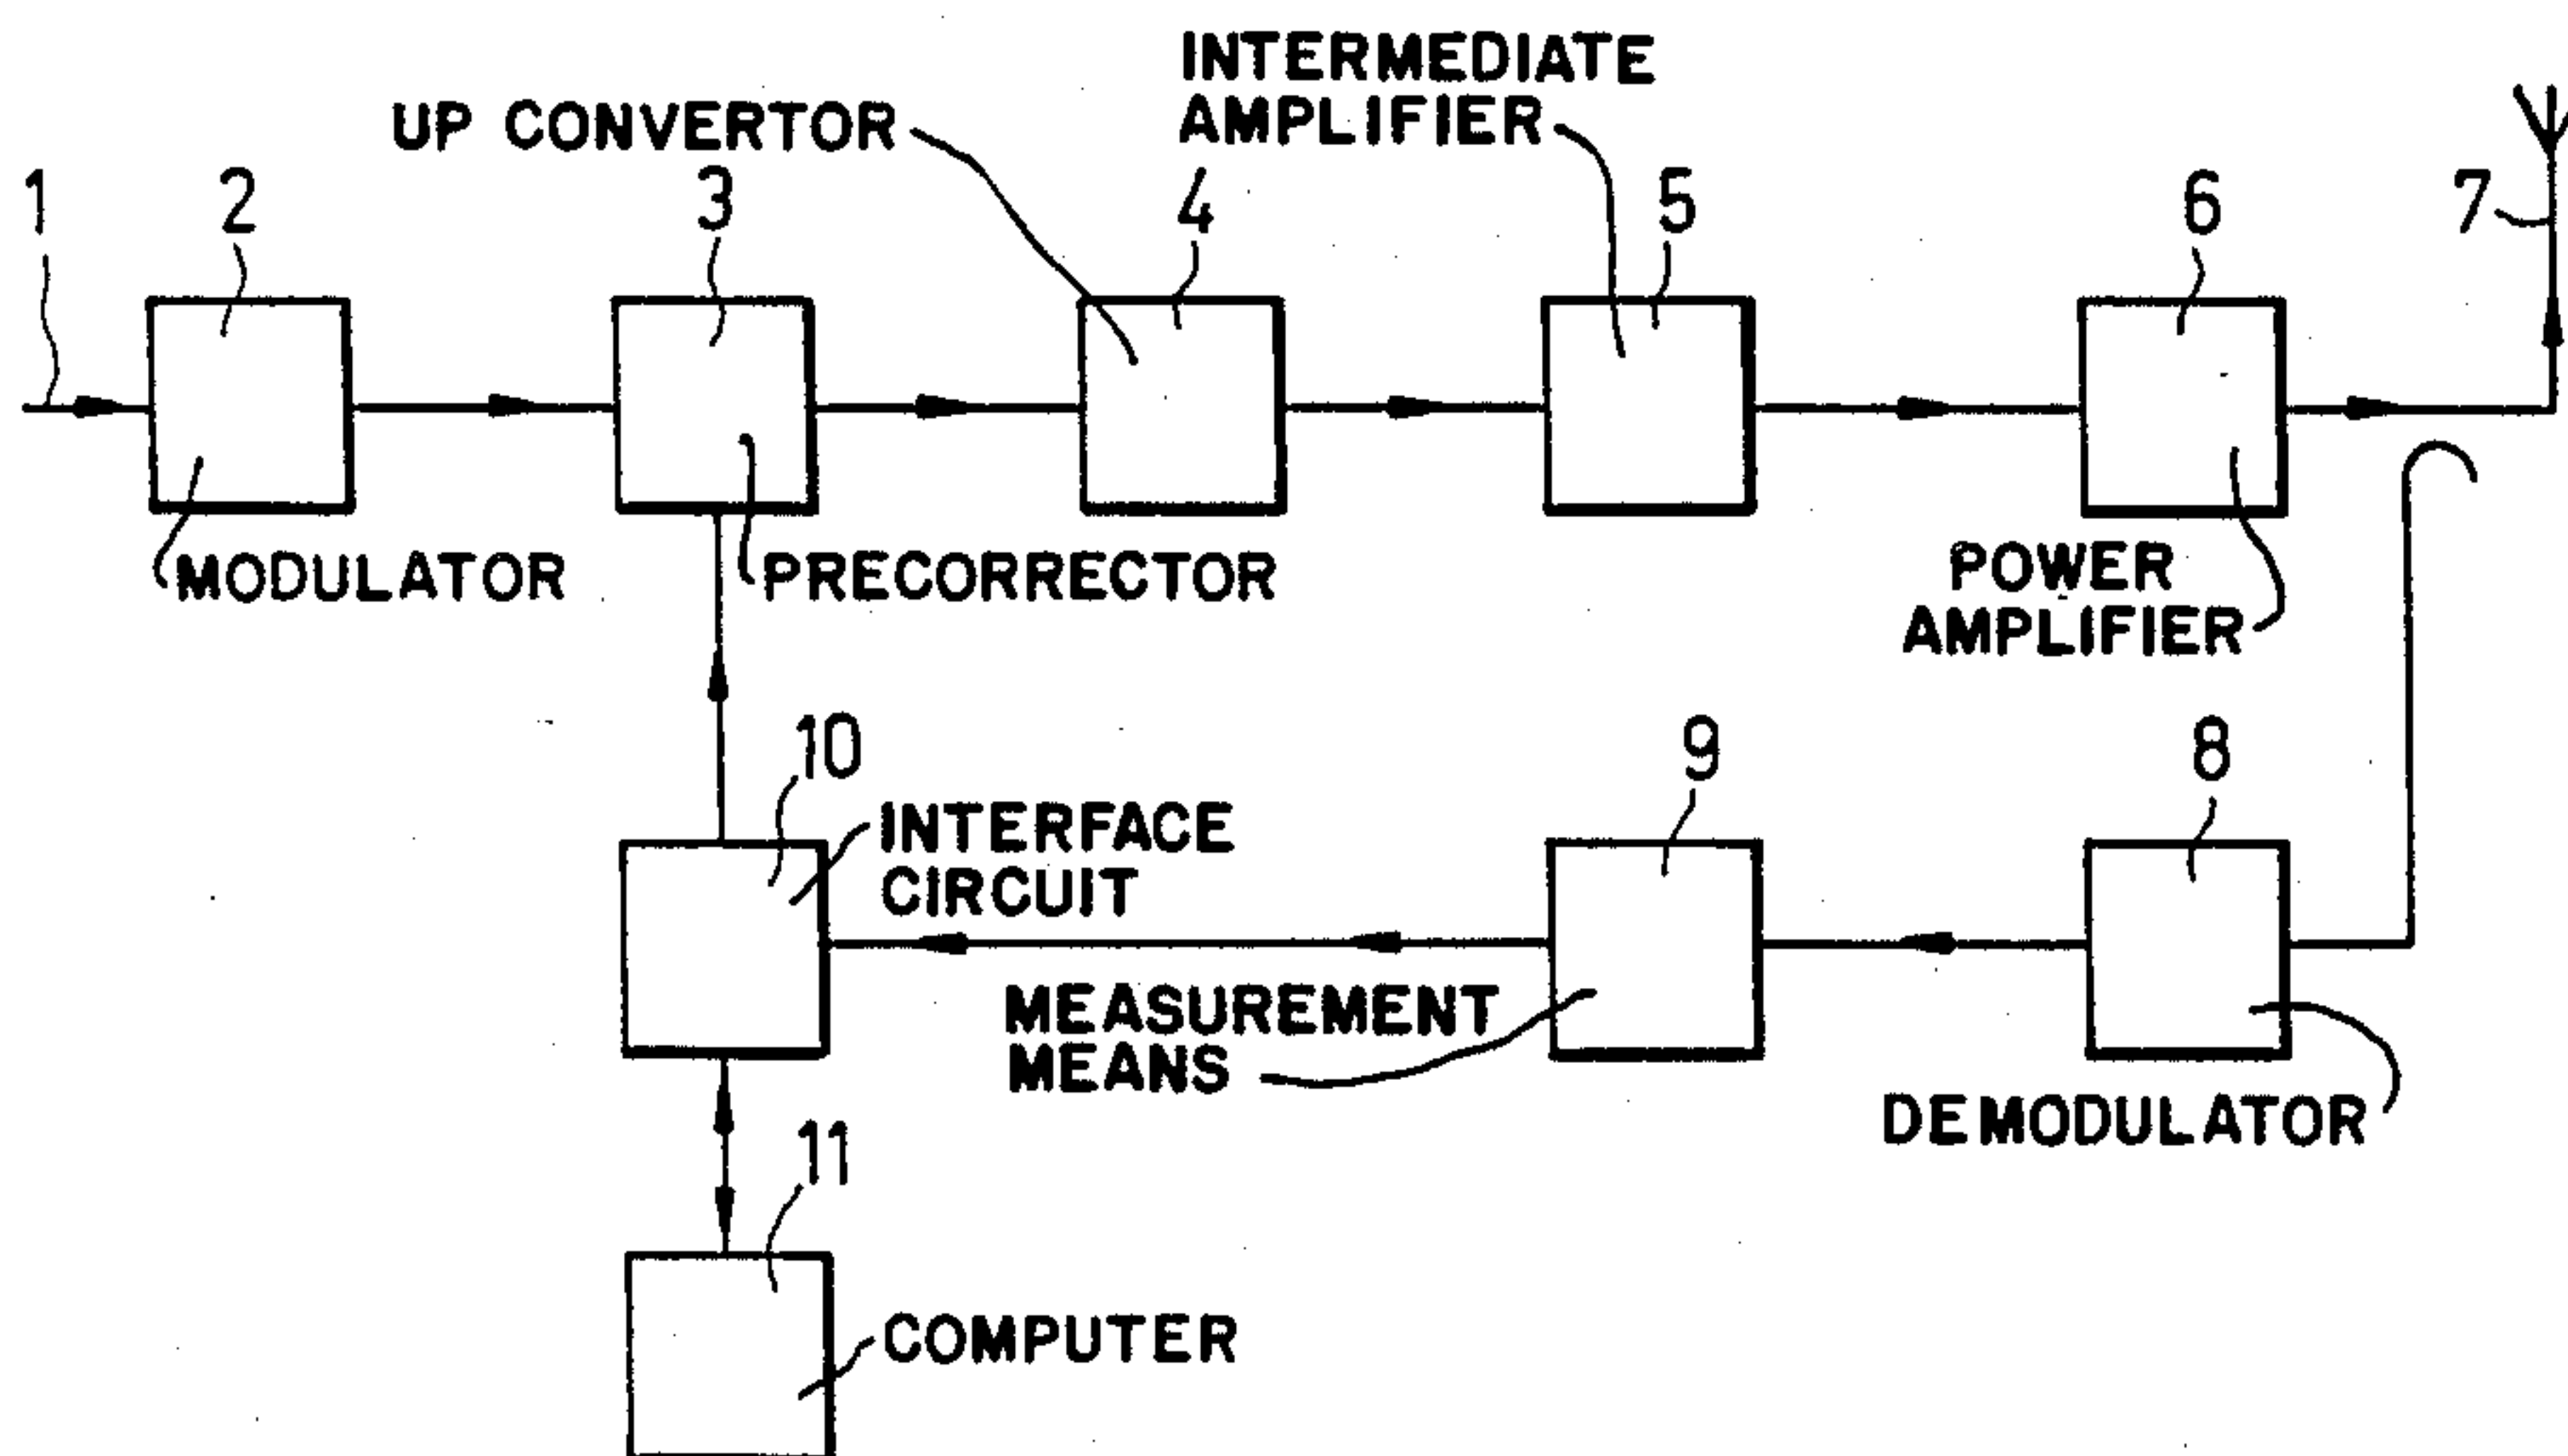 INTERMEDIATE
AMPLIFIER
UP CONVERTOR
1
2
3
4
5
6
7
MODULATOR
PRECORRECTOR
POWER
AMPLIFIER
10
9
8
INTERFACE
CIRCUIT
MEASUREMENT
MEANS
DEMODULATOR
11
COMPUTER